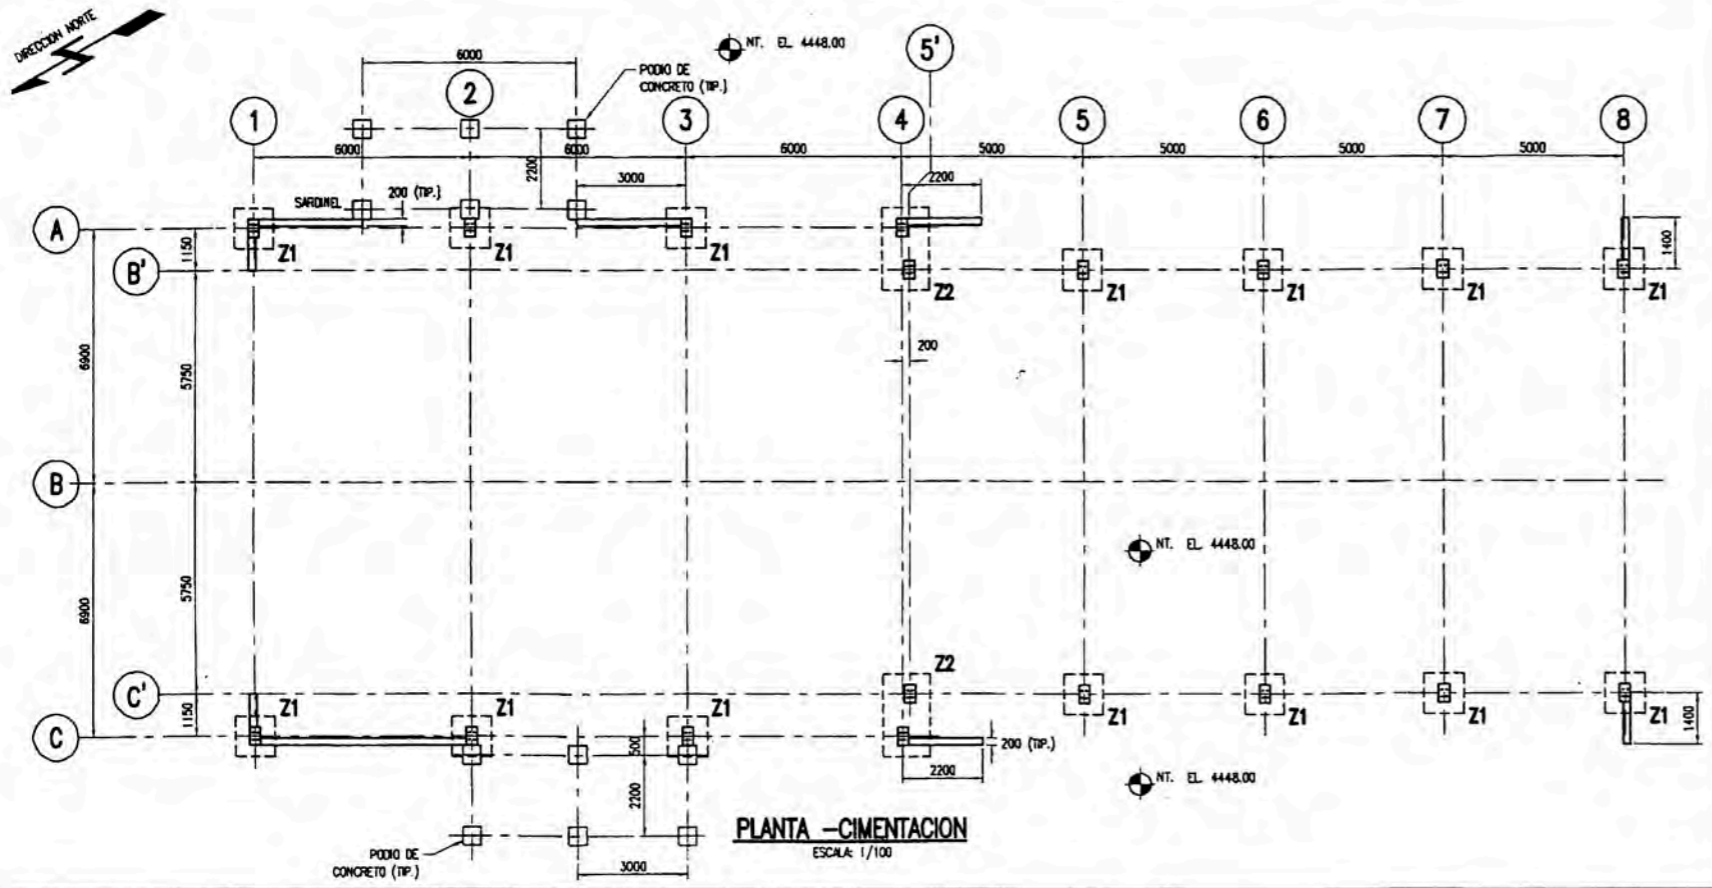 DIRECCION NORTE
6000
NT. EL 4448.00
5'
PODIO DE
CONCRETO (TIP.)
1
2
3
4
5
6
7
8
6000
6000
6000
5000
5000
5000
5000
2200
3000
2200
SARDINEL
200 (TIP.)
A
1150
Z1
Z1
Z1
1400
B'
Z2
Z1
Z1
Z1
Z1
200
6900
5750
B
NT. EL 4448.00
5750
6900
Z2
C'
1150
Z1
Z1
Z1
Z1
Z1
Z1
Z1
1400
C
500
200 (TIP.)
2200
NT. EL 4448.00
2200
PLANTA -CIMENTACION
ESCALA: 1/100
PODIO DE
CONCRETO (TIP.)
3000